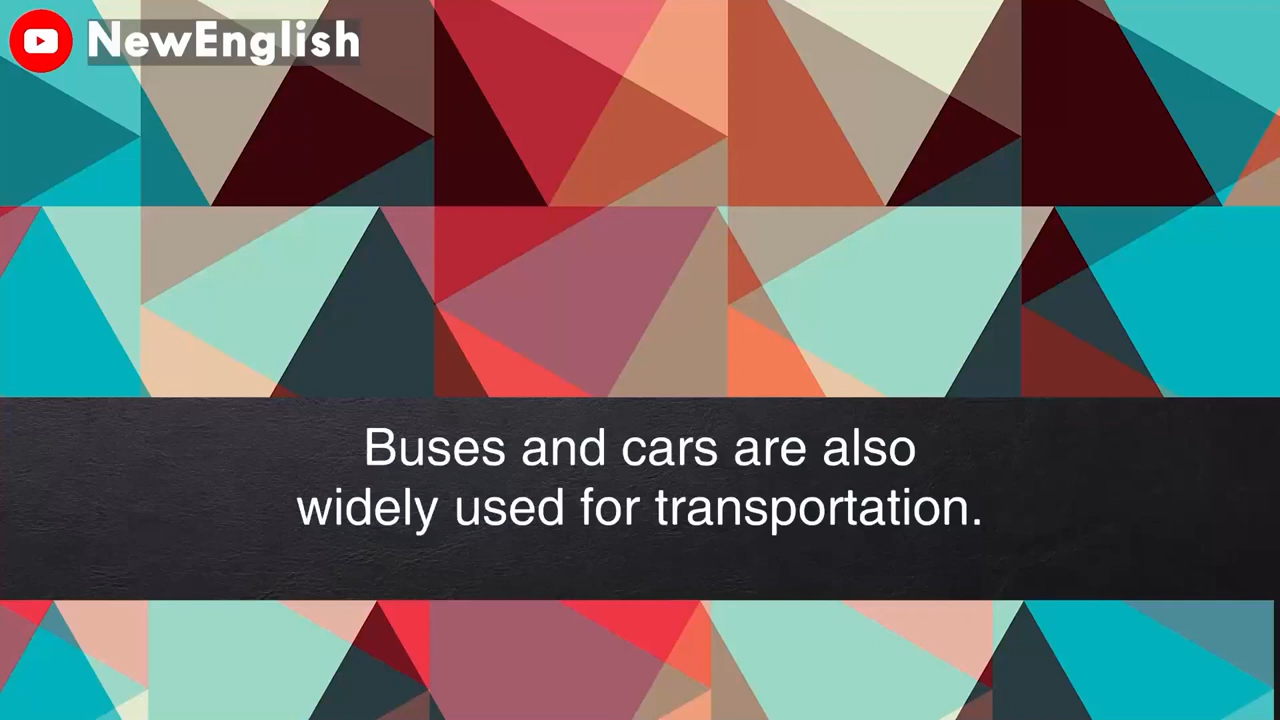 NewEnglish
Buses and cars are also
widely used for transportation.